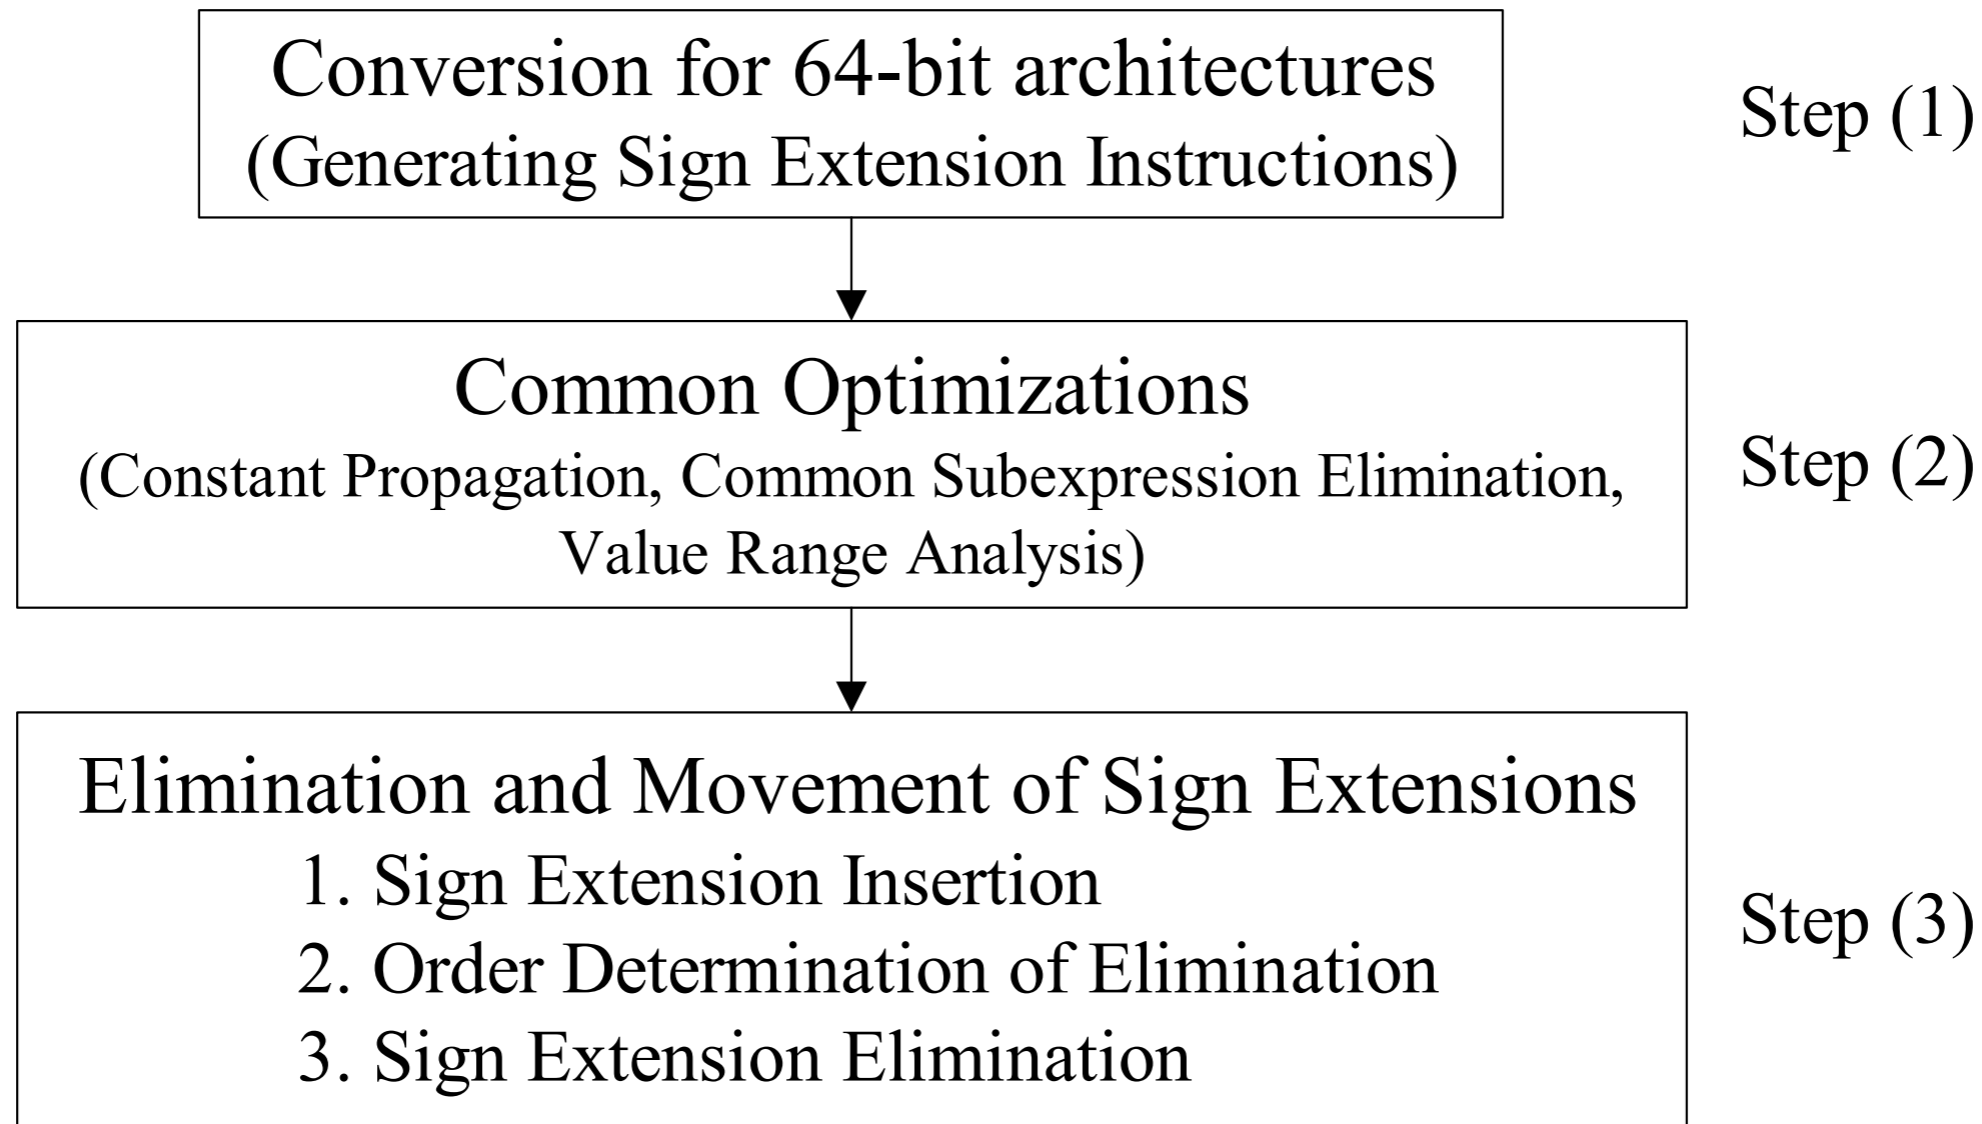 Conversion for 64-bit architectures
(Generating Sign Extension Instructions)
Step (1)
Common Optimizations
(Constant Propagation, Common Subexpression Elimination,
Value Range Analysis)
Step (2)
Elimination and Movement of Sign Extensions
1. Sign Extension Insertion
2. Order Determination of Elimination
3. Sign Extension Elimination
Step (3)